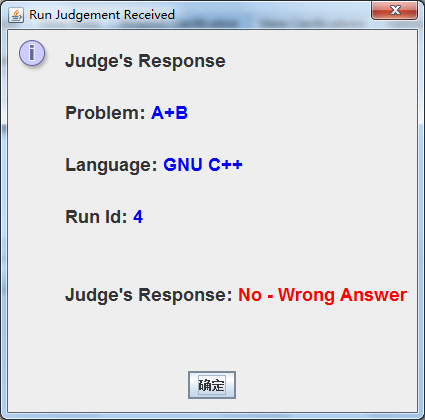 Run Judgement Received
Judge's Response
Problem: A+B
Language: GNU C++
Run Id: 4
Judge's Response: No - Wrong Answer
确定